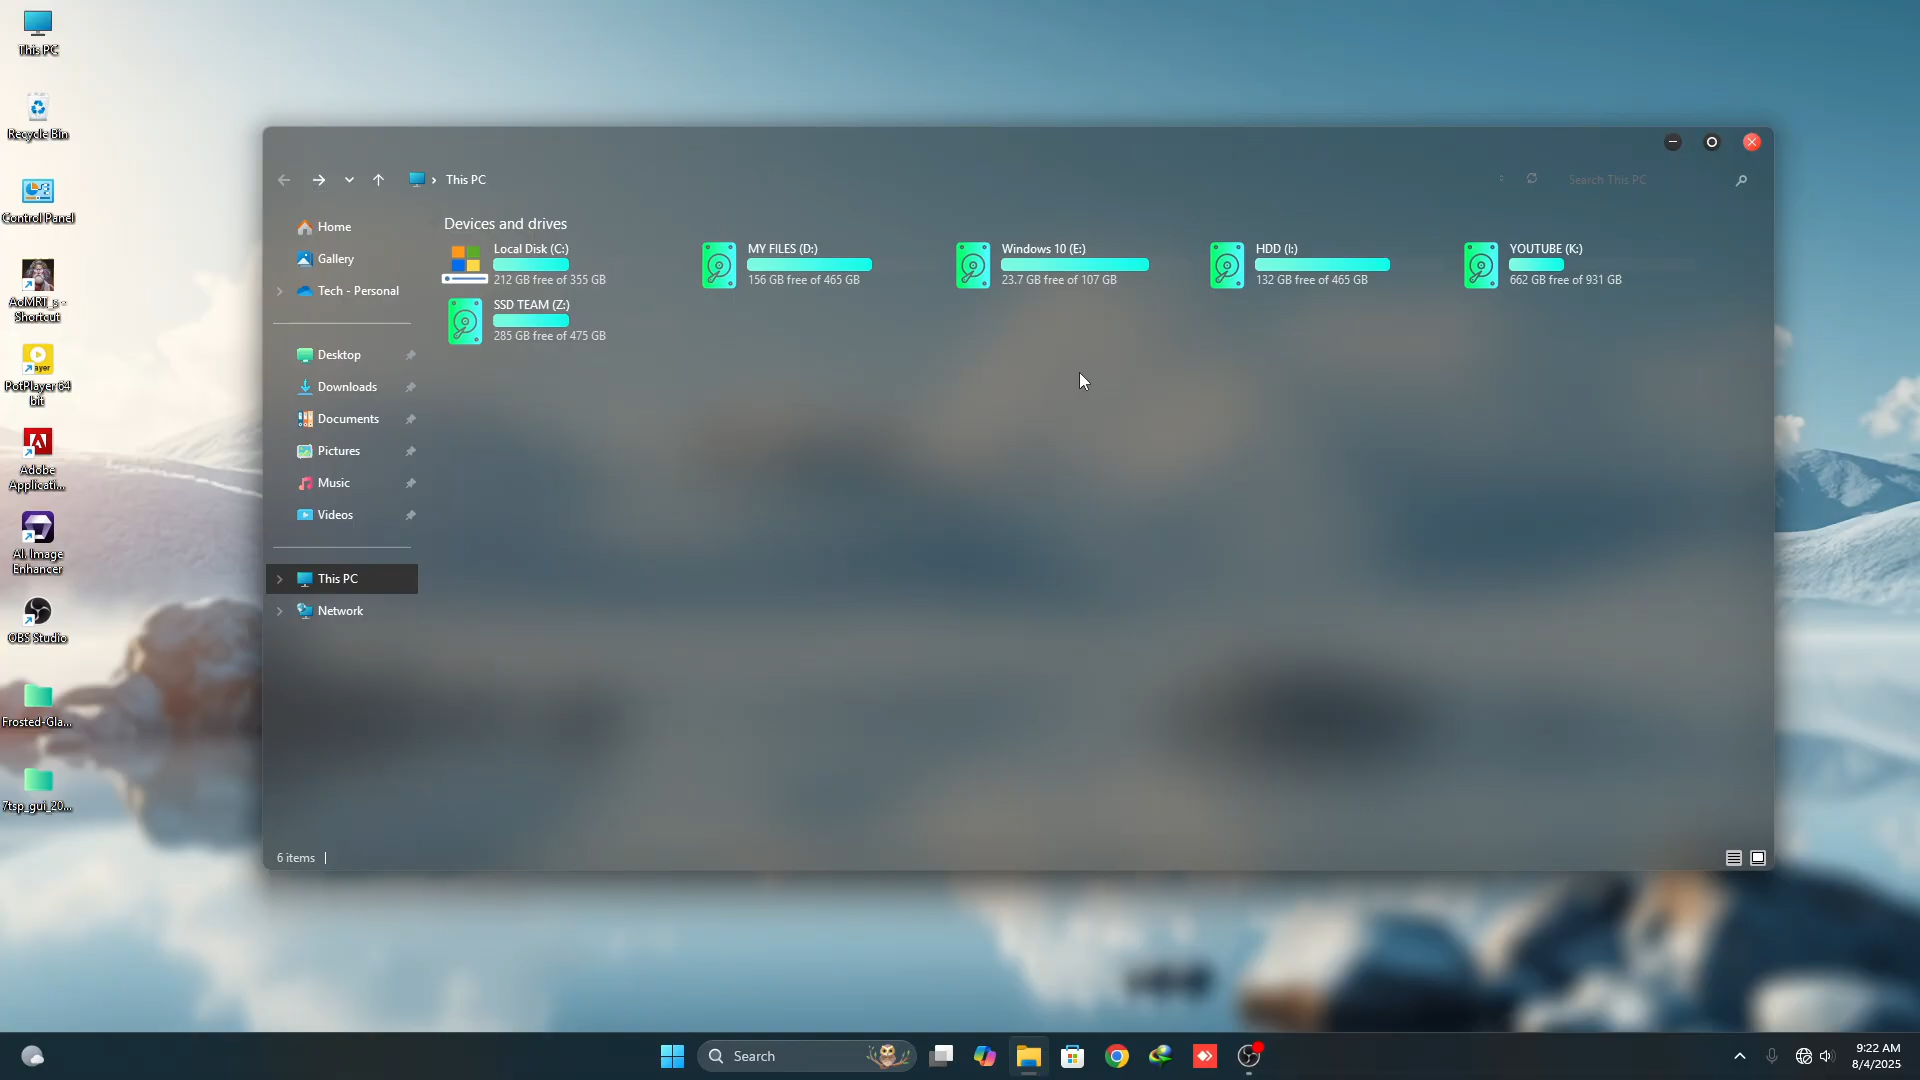 This PC
Recycle Bin
Control Panel
AoMRT_s -
Shortcut
PotPlayer 64
bit
Adobe
Applicati...
AI. Image
Enhancer
OBS Studio
Frosted-Gla...
7tsp_gui_20...
This PC
Search This PC
Home
Gallery
Tech - Personal
Desktop
Downloads
Documents
Pictures
Music
Videos
This PC
Network
Devices and drives
Local Disk (C:)
212 GB free of 355 GB
MY FILES (D:)
156 GB free of 465 GB
Windows 10 (E:)
23.7 GB free of 107 GB
HDD (I:)
132 GB free of 465 GB
YOUTUBE (K:)
662 GB free of 931 GB
SSD TEAM (Z:)
285 GB free of 475 GB
6 items
Search
9:22 AM
8/4/2025